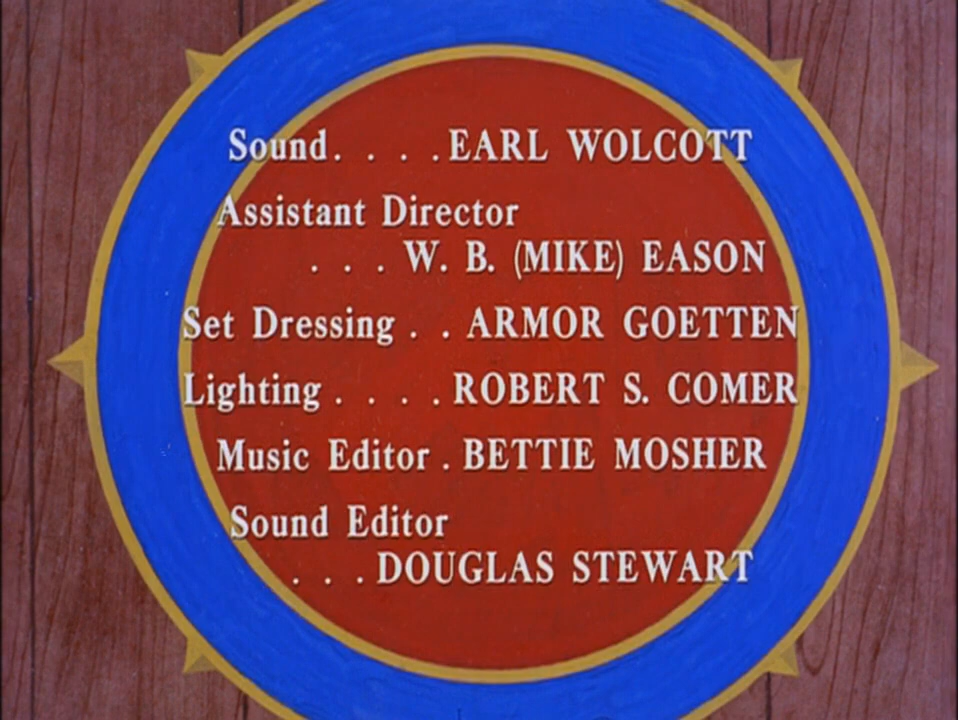 Sound. . . . EARL WOLCOTT
Assistant Director
. . . W. B. (MIKE) EASON
Set Dressing . . ARMOR GOETTEN
Lighting . . . . ROBERT S. COMER
Music Editor . BETTIE MOSHER
Sound Editor
. . . DOUGLAS STEWART